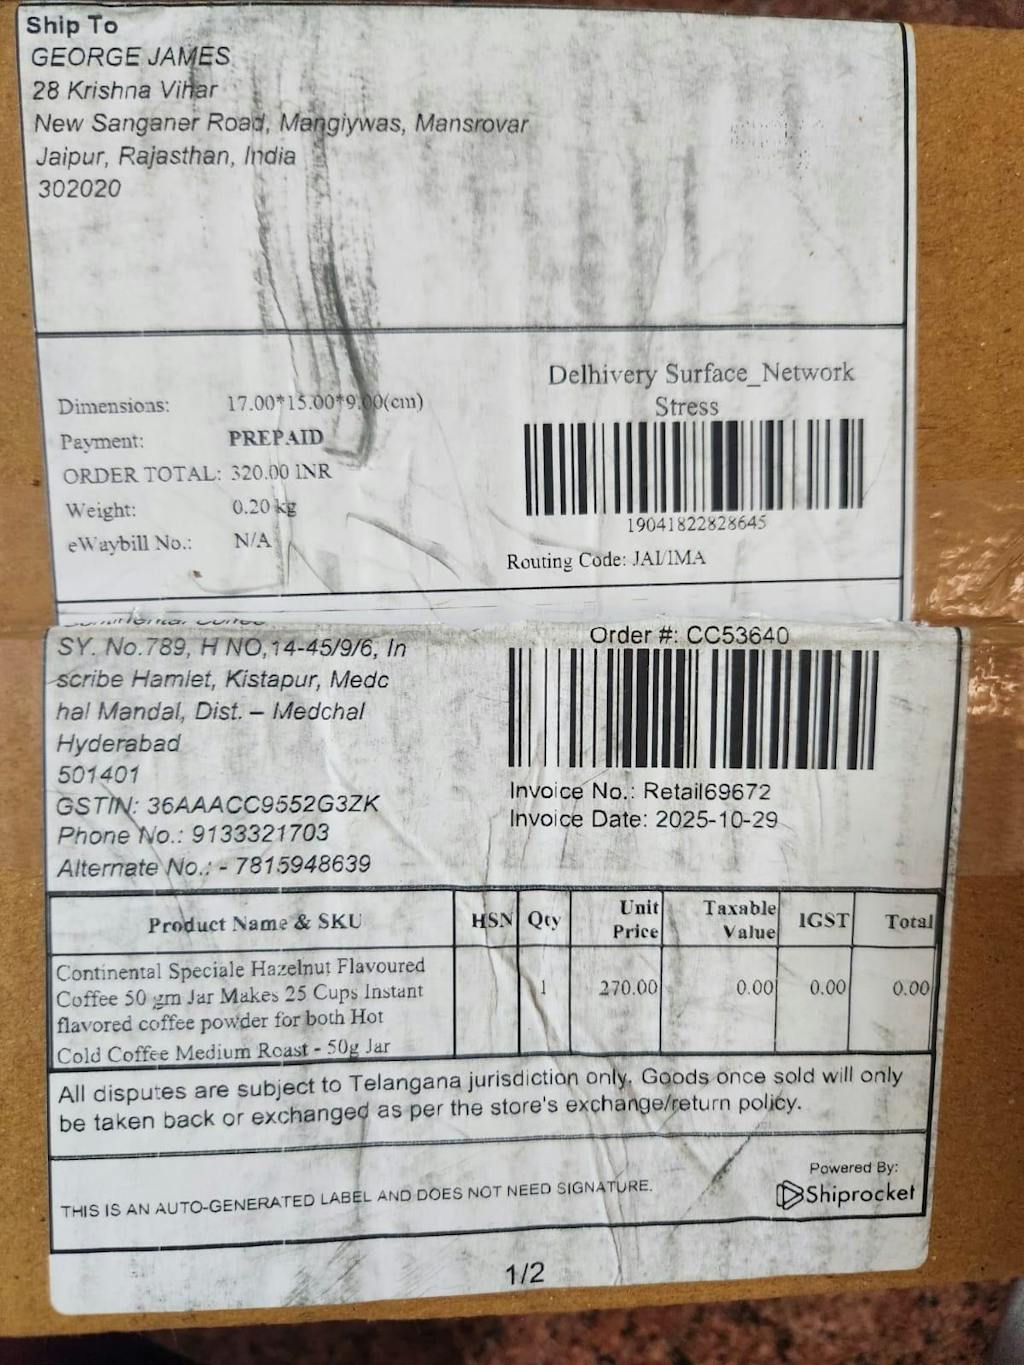 Ship To
GEORGE JAMES
28 Krishna Vihar
New Sanganer Road, Mangiywas, Mansrovar
Jaipur, Rajasthan, India
302020
Dimensions: 17.00*15.00*9.00(cm)
Payment: PREPAID
ORDER TOTAL: 320.00 INR
Weight: 0.20 kg
eWaybill No.: N/A
Delhivery Surface_Network
Stress
19041822828645
Routing Code: JAI/IMA
SY. No.789, H NO,14-45/9/6, In
scribe Hamlet, Kistapur, Medc
hal Mandal, Dist. – Medchal
Hyderabad
501401
GSTIN: 36AAACC9552G3ZK
Phone No.: 9133321703
Alternate No.: - 7815948639
Order #: CC53640
Invoice No.: Retail69672
Invoice Date: 2025-10-29
Product Name & SKU HSN Qty Unit Price Taxable Value IGST Total
Continental Speciale Hazelnut Flavoured
Coffee 50 gm Jar Makes 25 Cups Instant 1 270.00 0.00 0.00 0.00
flavored coffee powder for both Hot
Cold Coffee Medium Roast - 50g Jar
All disputes are subject to Telangana jurisdiction only. Goods once sold will only
be taken back or exchanged as per the store's exchange/return policy.
THIS IS AN AUTO-GENERATED LABEL AND DOES NOT NEED SIGNATURE.
Powered By:
Shiprocket
1/2